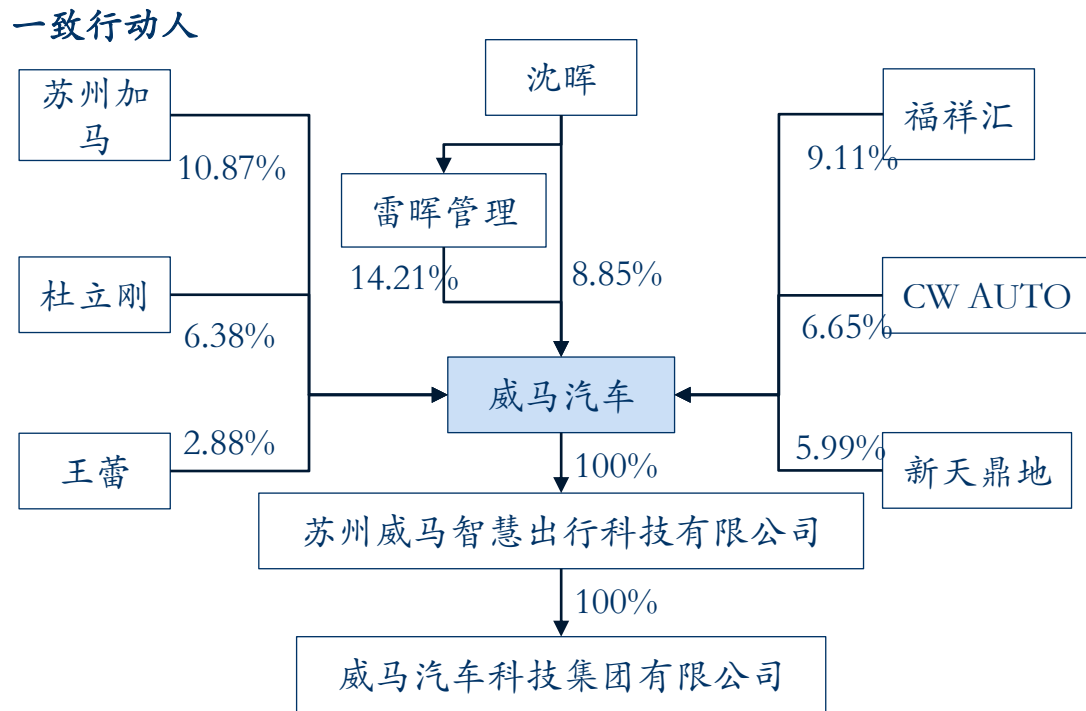 一致行动人
沈晖
苏州加
马
福祥汇
10.87%
9.11%
雷晖管理
14.21%
8.85%
杜立刚
CW AUTO
6.38%
6.65%
威马汽车
2.88%
5.99%
王蕾
新天鼎地
100%
苏州威马智慧出行科技有限公司
100%
威马汽车科技集团有限公司